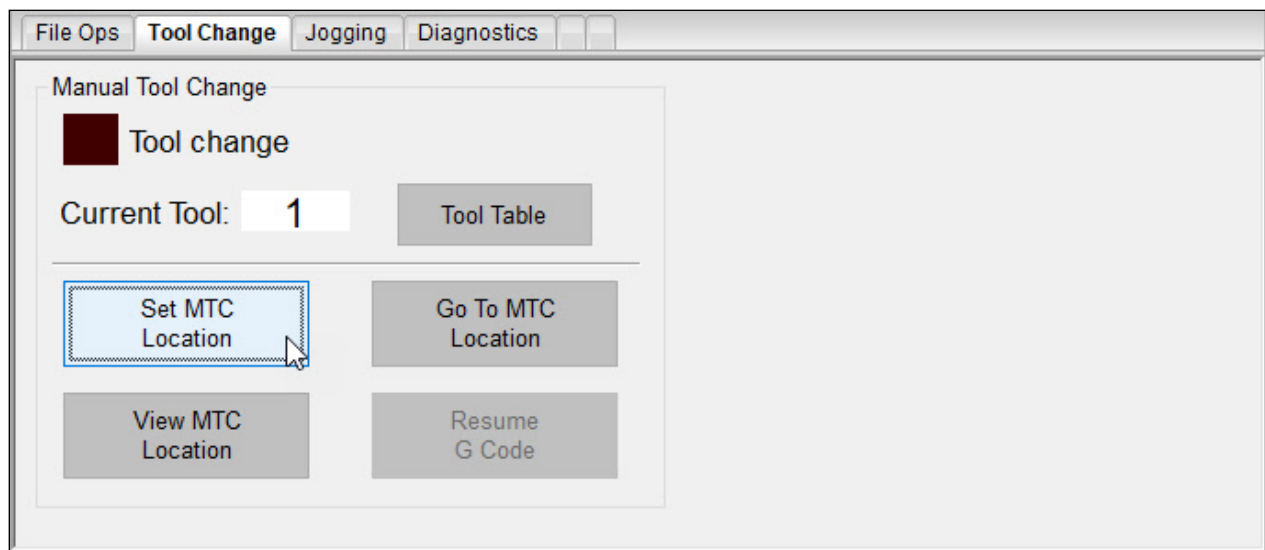 File Ops Tool Change Jogging Diagnostics
Manual Tool Change
Tool change
Current Tool: 1 Tool Table
Set MTC
Location
Go To MTC
Location
View MTC
Location
Resume
G Code